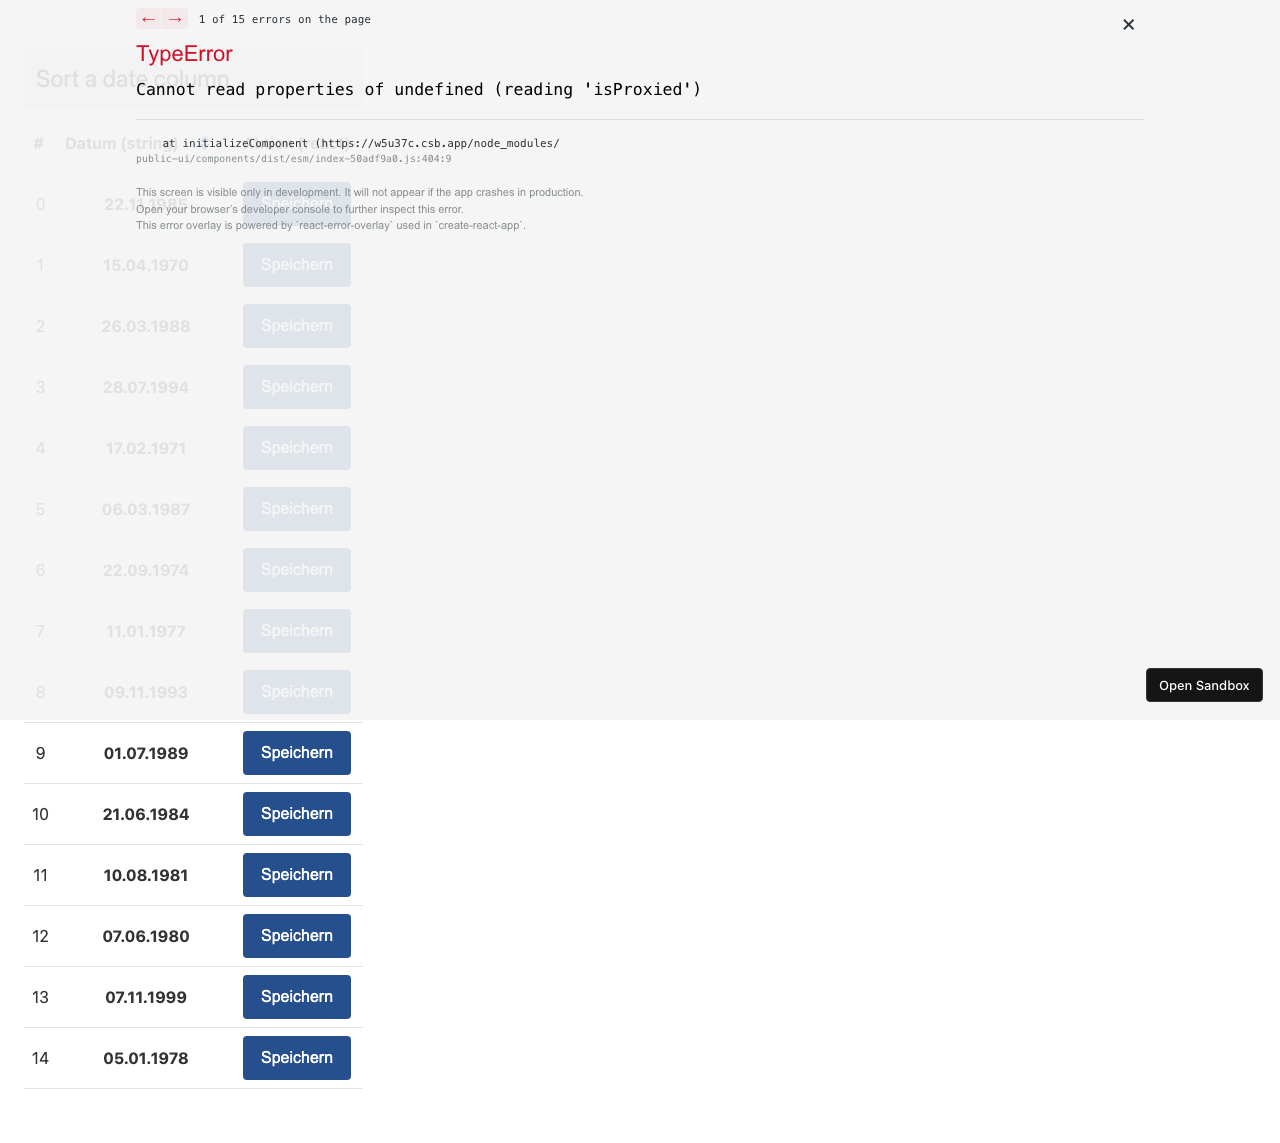 ← → 1 of 15 errors on the page ✕
TypeError
Sort a date column
Cannot read properties of undefined (reading 'isProxied')
# Datum (string)
at initializeComponent (https://w5u37c.csb.app/node_modules/
public-ui/components/dist/esm/index-50adf9a0.js:404:9
This screen is visible only in development. It will not appear if the app crashes in production.
0 22.11.1985 Speichern
Open your browser’s developer console to further inspect this error.
This error overlay is powered by `react-error-overlay` used in `create-react-app`.
1 15.04.1970 Speichern
2 26.03.1988 Speichern
3 28.07.1994 Speichern
4 17.02.1971 Speichern
5 06.03.1987 Speichern
6 22.09.1974 Speichern
7 11.01.1977 Speichern
8 09.11.1993 Speichern
Open Sandbox
9 01.07.1989 Speichern
10 21.06.1984 Speichern
11 10.08.1981 Speichern
12 07.06.1980 Speichern
13 07.11.1999 Speichern
14 05.01.1978 Speichern